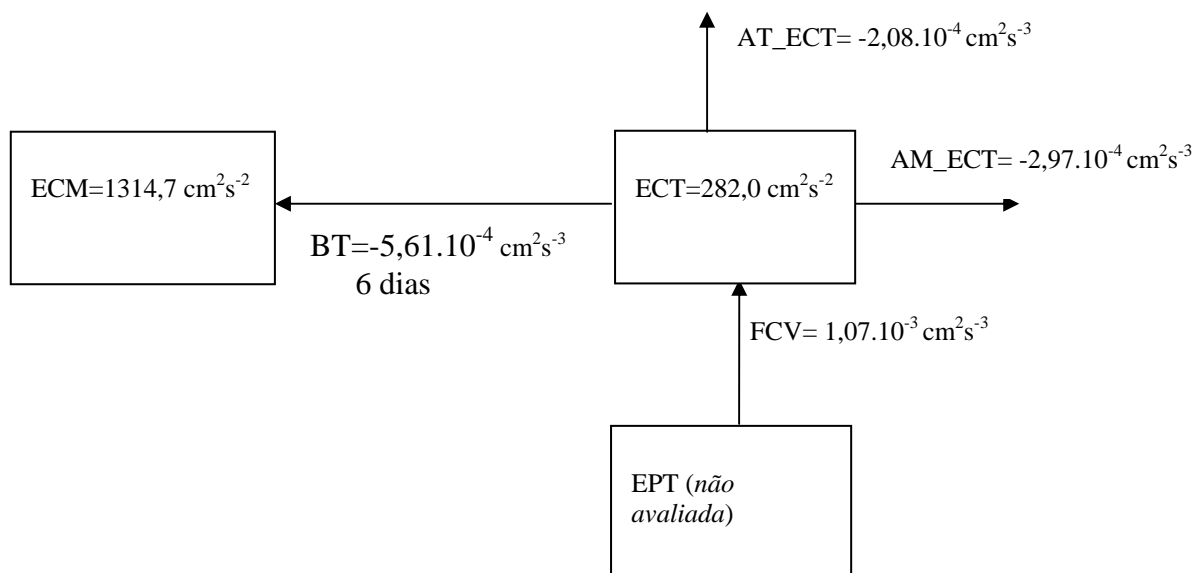 AT_ECT= -2,08.10⁻⁴ cm²s⁻³
ECM=1314,7 cm²s⁻²
ECT=282,0 cm²s⁻²
AM_ECT= -2,97.10⁻⁴ cm²s⁻³
BT=-5,61.10⁻⁴ cm²s⁻³
6 dias
FCV= 1,07.10⁻³ cm²s⁻³
EPT (não
avaliada)